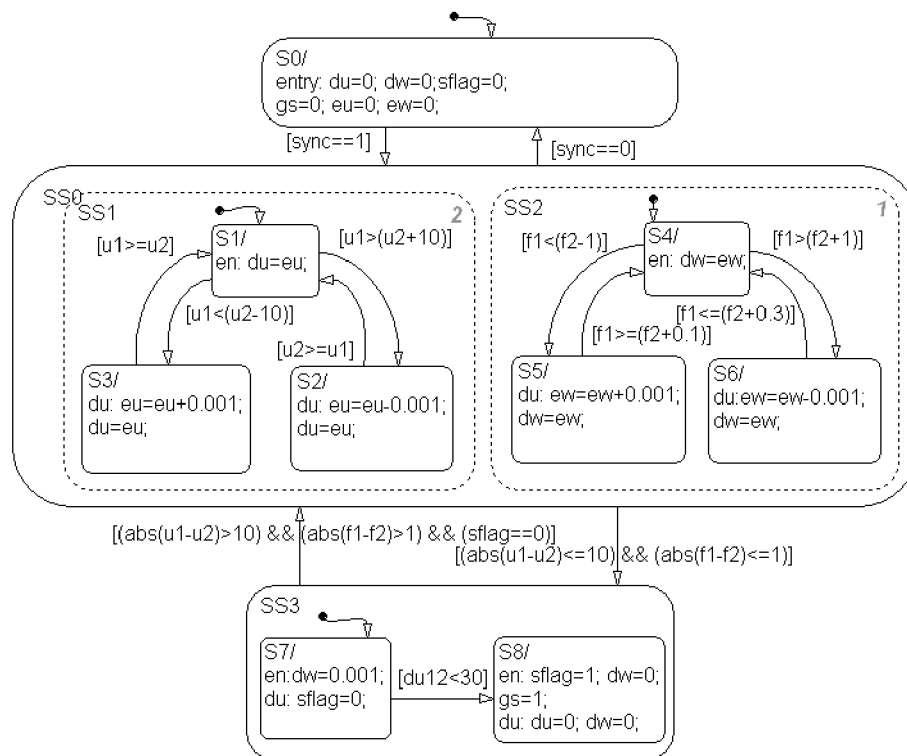 S0/
entry: du=0; dw=0;sflag=0;
gs=0; eu=0; ew=0;
[sync==1]
[sync==0]
SS0
SS1
2
[u1>=u2]
S1/
en: du=eu;
[u1>(u2+10)]
[u1<(u2-10)]
[u2>=u1]
S3/
du: eu=eu+0.001;
du=eu;
S2/
du: eu=eu-0.001;
du=eu;
SS2
1
[f1<(f2-1)]
S4/
en: dw=ew;
[f1>(f2+1)]
[f1<=(f2+0.3)]
[f1>=(f2+0.1)]
S5/
du: ew=ew+0.001;
dw=ew;
S6/
du:ew=ew-0.001;
dw=ew;
[(abs(u1-u2)>10) && (abs(f1-f2)>1) && (sflag==0)]
[(abs(u1-u2)<=10) && (abs(f1-f2)<=1)]
SS3
S7/
en:dw=0.001;
du: sflag=0;
[du12<30]
S8/
en: sflag=1; dw=0;
gs=1;
du: du=0; dw=0;